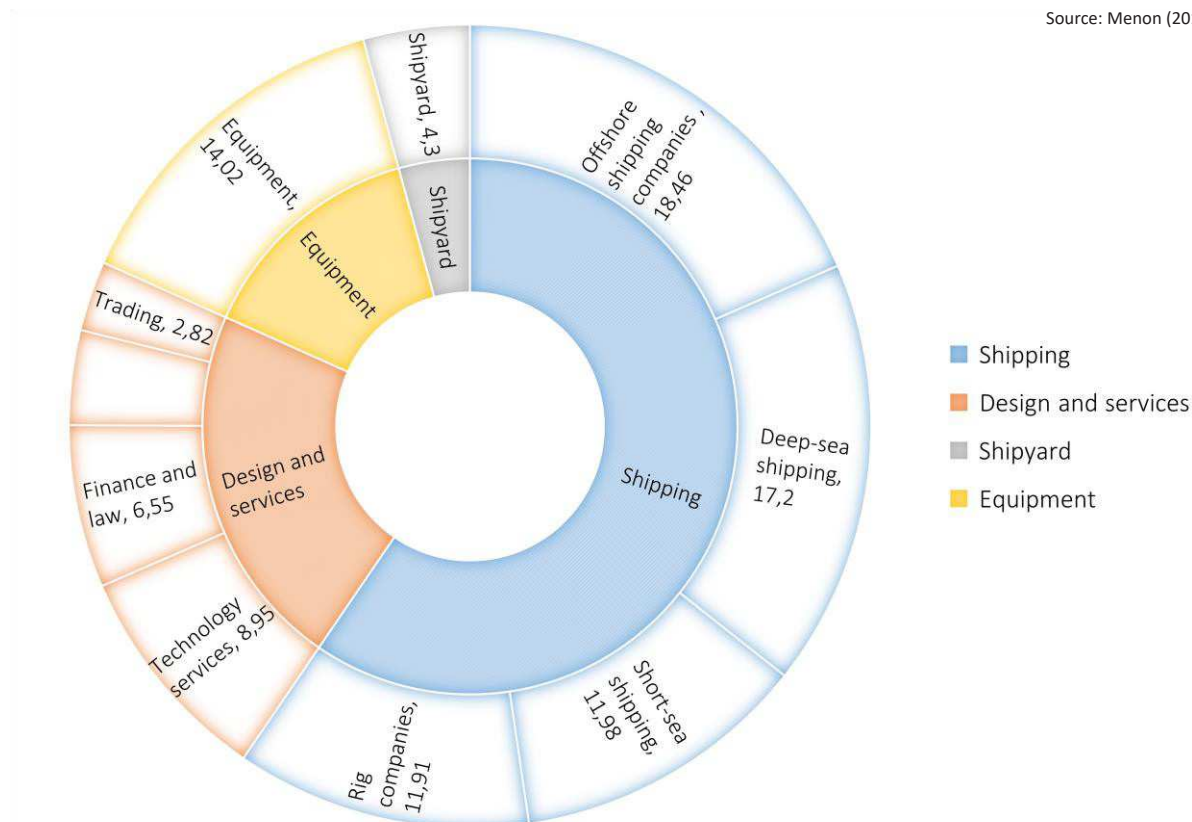 Source: Menon (20
Shipyard, 4,3
Offshore
shipping
companies ,
18,46
Equipment,
14,02
Shipyard
Equipment
Trading, 2,82
Shipping
Design and services
Shipyard
Equipment
Deep-sea
shipping,
17,2
Shipping
Design and
services
Finance and
law, 6,55
Technology
services, 8,95
Short-sea
shipping,
11,98
Rig
companies,
11,91